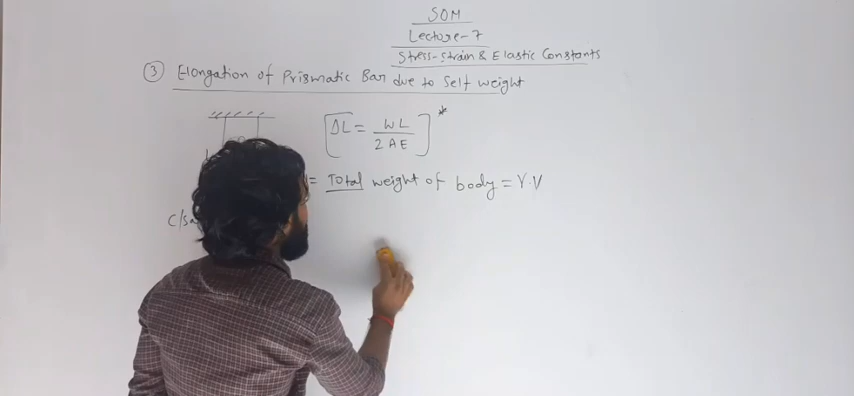 SOM
Lecture-7
Stress-strain & Elastic Constants
③ Elongation of Prismatic Bar due to Self weight
ΔL = WL / 2AE *
= Total weight of body = γ.V